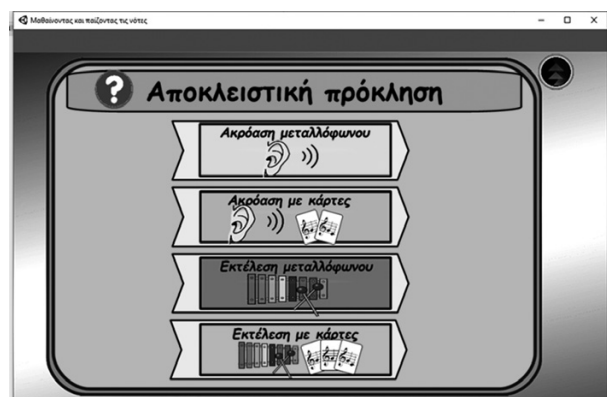 Μαθαίνοντας και παίζοντας τις νότες
? Αποκλειστική πρόκληση
Ακρόαση μεταλλόφωνου
Ακρόαση με κάρτες
Εκτέλεση μεταλλόφωνου
Εκτέλεση με κάρτες